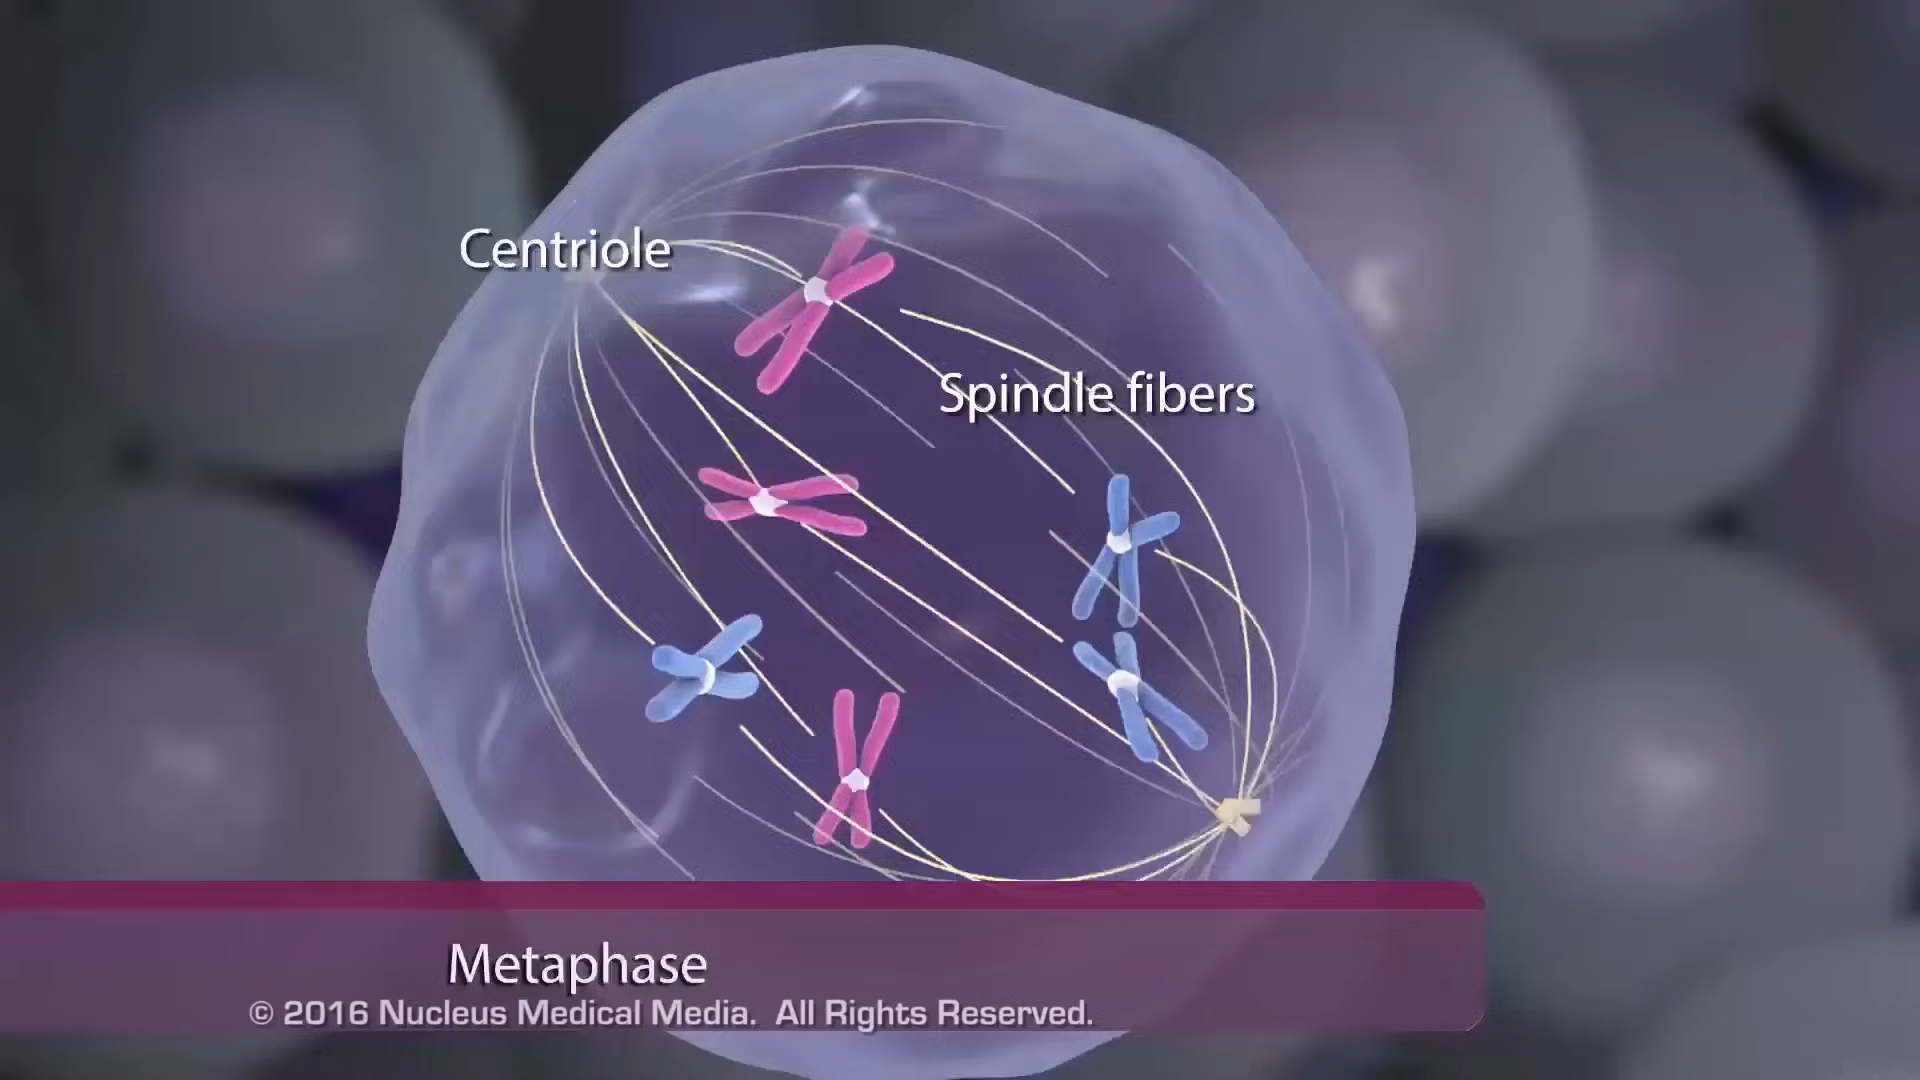 Centriole
Spindle fibers
Metaphase
© 2016 Nucleus Medical Media. All Rights Reserved.